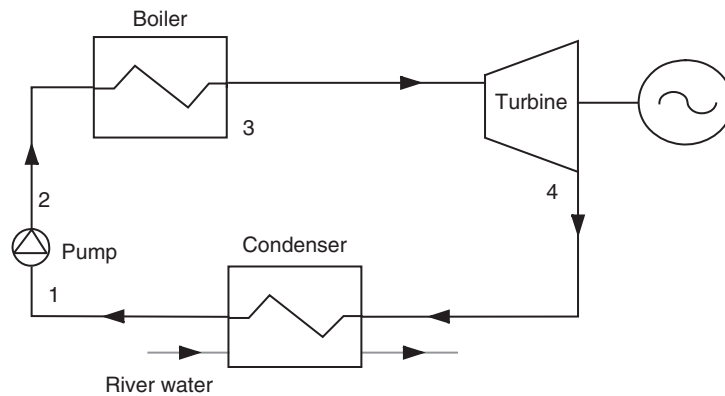 Boiler
Turbine
3
4
2
Pump
Condenser
1
River water